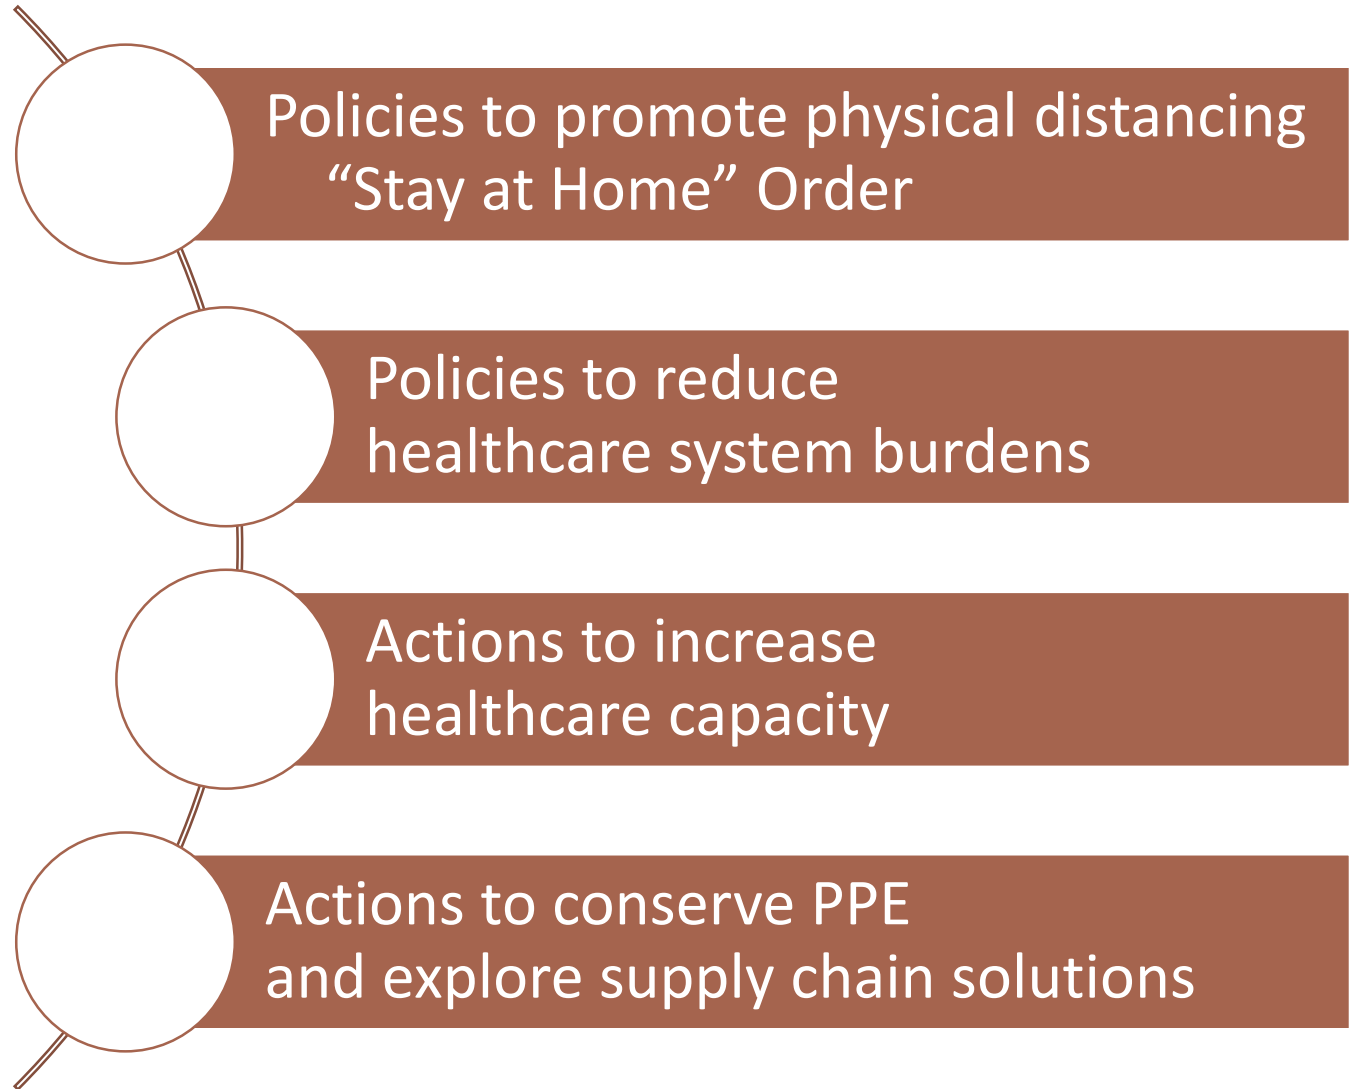 Policies to promote physical distancing
“Stay at Home” Order
Policies to reduce
healthcare system burdens
Actions to increase
healthcare capacity
Actions to conserve PPE
and explore supply chain solutions